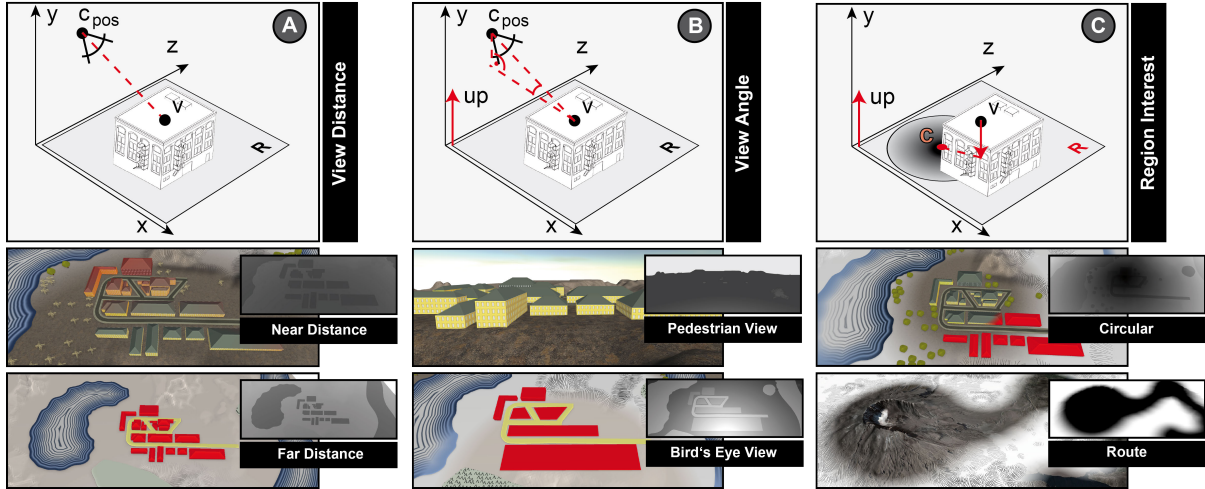 y
c pos
A
z
v
R
x
View Distance
Near Distance
Far Distance
y
c pos
B
z
up
v
R
x
View Angle
Pedestrian View
Bird's Eye View
y
C
z
up
v
C
R
x
Region Interest
Circular
Route